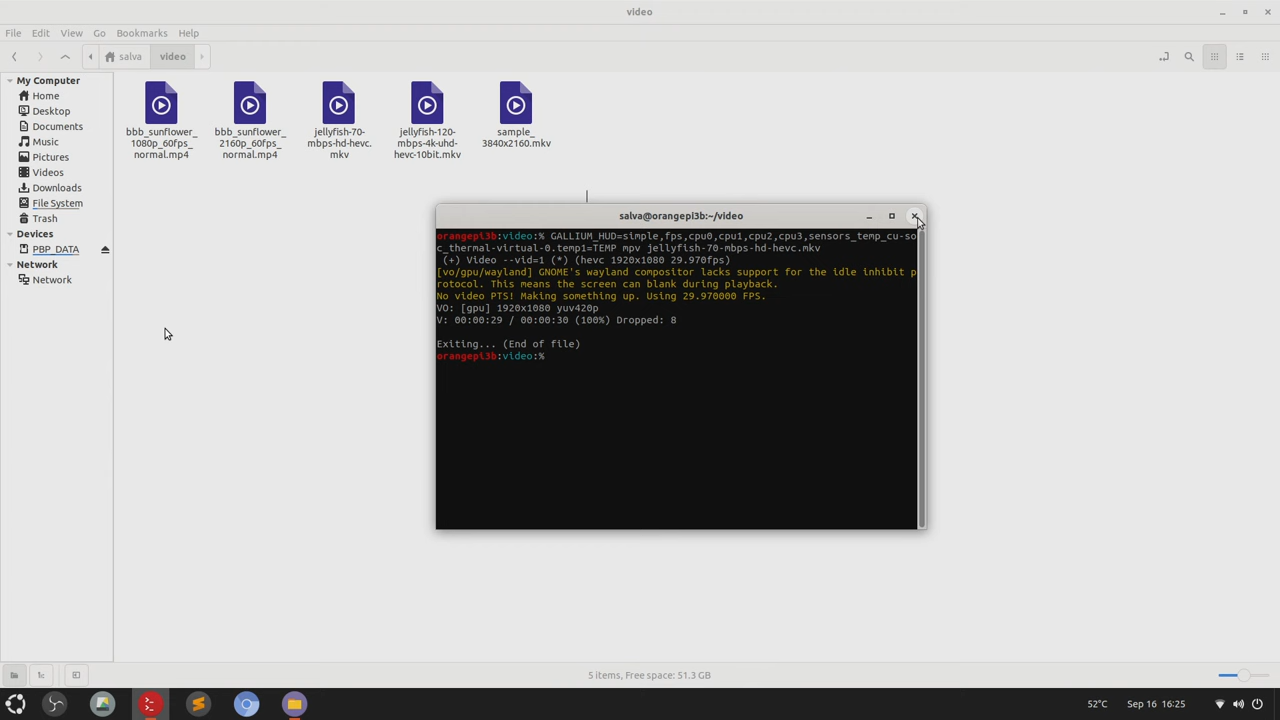 video
File Edit View Go Bookmarks Help
salva video
My Computer
Home
Desktop
Documents
Music
Pictures
Videos
Downloads
File System
Trash
Devices
PBP_DATA
Network
Network
bbb_sunflower_
1080p_60fps_
normal.mp4
bbb_sunflower_
2160p_60fps_
normal.mp4
jellyfish-70-
mbps-hd-hevc.
mkv
jellyfish-120-
mbps-4k-uhd-
hevc-10bit.mkv
sample_
3840x2160.mkv
salva@orangepi3b:~/video
orangepi3b:video:% GALLIUM_HUD=simple,fps,cpu0,cpu1,cpu2,cpu3,sensors_temp_cu-so
c_thermal-virtual-0.temp1=TEMP mpv jellyfish-70-mbps-hd-hevc.mkv
(+) Video --vid=1 (*) (hevc 1920x1080 29.970fps)
[vo/gpu/wayland] GNOME's wayland compositor lacks support for the idle inhibit p
rotocol. This means the screen can blank during playback.
No video PTS! Making something up. Using 29.970000 FPS.
VO: [gpu] 1920x1080 yuv420p
V: 00:00:29 / 00:00:30 (100%) Dropped: 8
Exiting... (End of file)
orangepi3b:video:%
5 items, Free space: 51.3 GB
52°C Sep 16 16:25